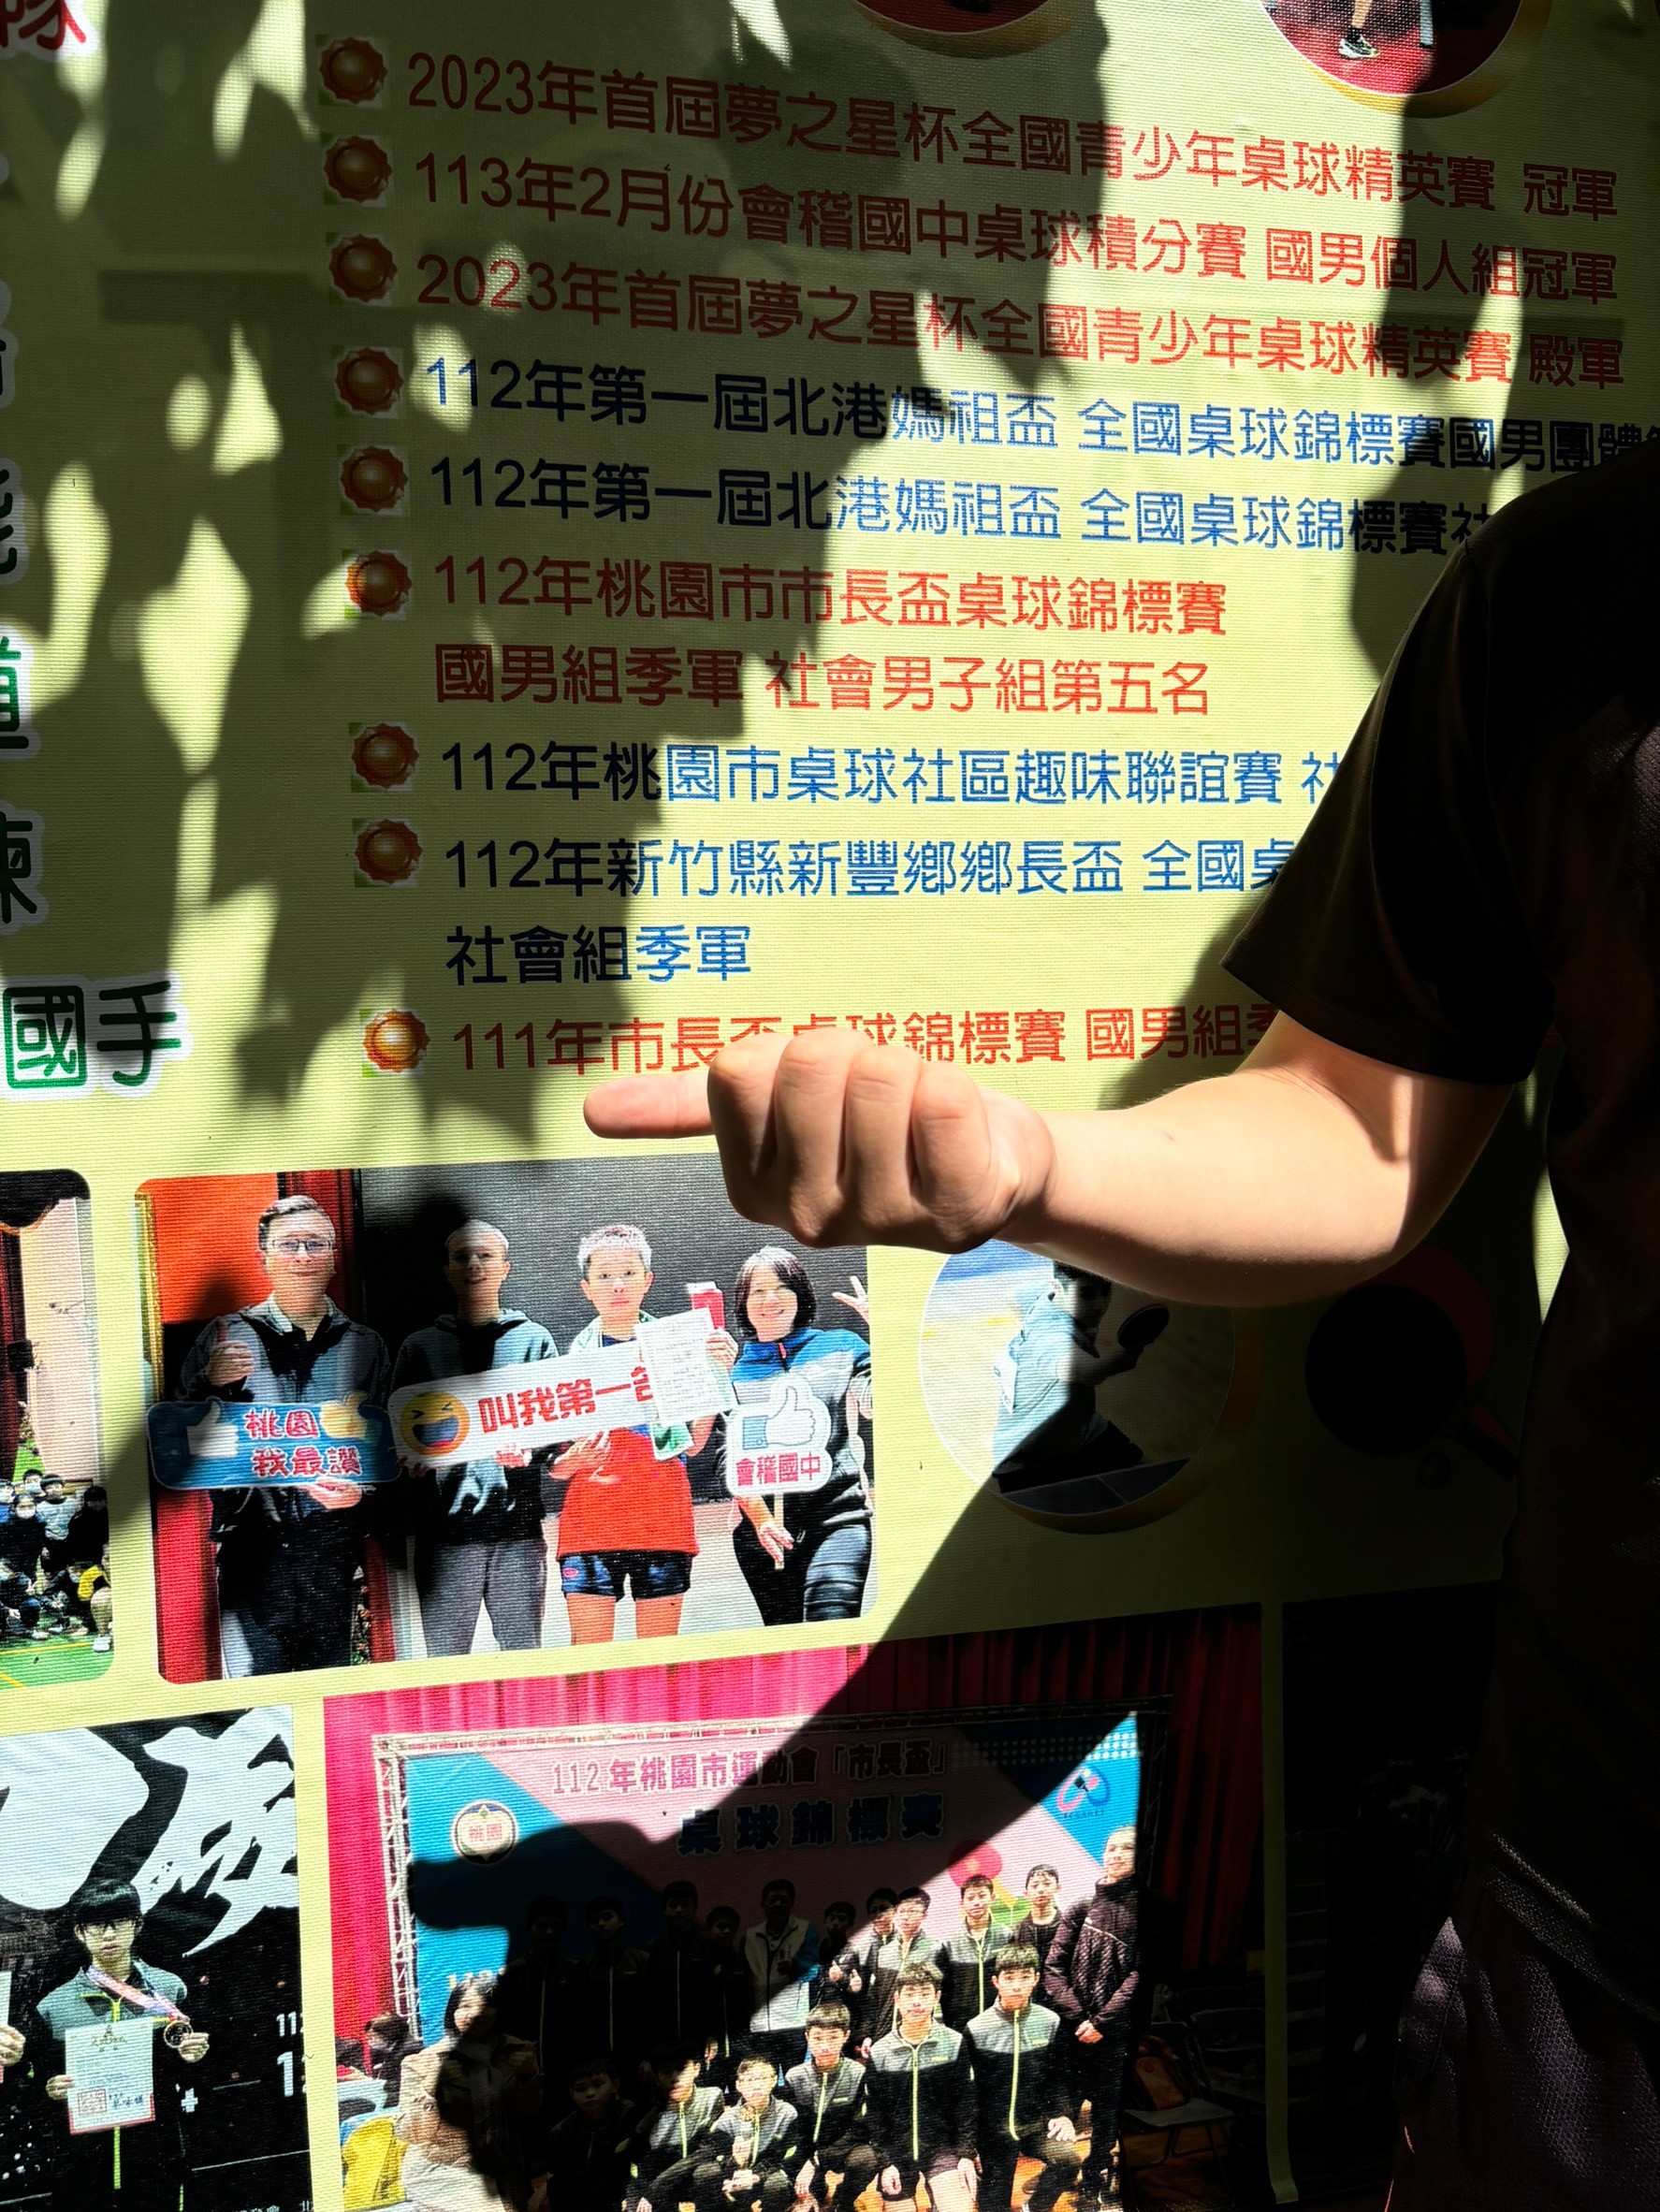 隊
2023年首屆夢之星杯全國青少年桌球精英賽 冠軍
113年2月份會稽國中桌球積分賽 國男個人組冠軍
2023年首屆夢之星杯全國青少年桌球精英賽 殿軍
112年第一屆北港媽祖盃 全國桌球錦標賽國男團體
112年第一屆北港媽祖盃 全國桌球錦標賽社
112年桃園市市長盃桌球錦標賽
國男組季軍 社會男子組第五名
112年桃園市桌球社區趣味聯誼賽 社
112年新竹縣新豐鄉鄉長盃 全國桌
社會組季軍
國手
111年市長盃桌球錦標賽 國男組季
桃園
我最讚
叫我第一名
會稽國中
112年桃園市運動會「市長盃」
桌球錦標賽
桃園